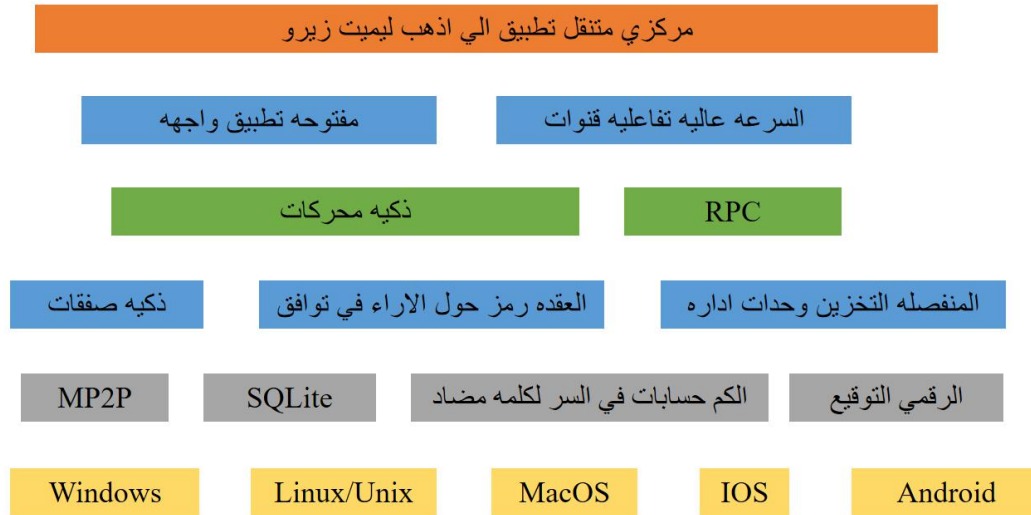 مركزي متنقل تطبيق الي اذهب ليميت زيرو
السرعه عاليه تفاعليه قنوات
مفتوحه تطبيق واجهه
RPC
ذكيه محركات
المنفصله التخزين وحدات اداره
العقده رمز حول الاراء في توافق
ذكيه صفقات
الرقمي التوقيع
الكم حسابات في السر لكلمه مضاد
SQLite
MP2P
Windows
Linux/Unix
MacOS
IOS
Android